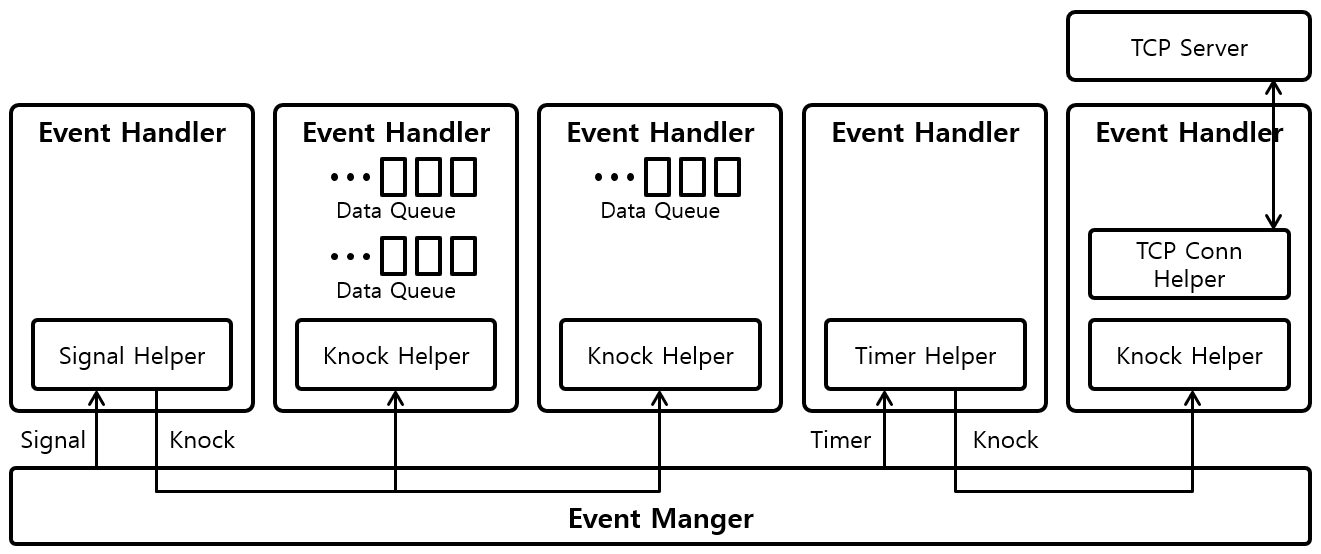 TCP Server
Event Handler
Event Handler
Event Handler
Event Handler
Event Handler
Data Queue
Data Queue
Data Queue
TCP Conn
Helper
Signal Helper
Knock Helper
Knock Helper
Timer Helper
Knock Helper
Signal
Knock
Timer
Knock
Event Manger